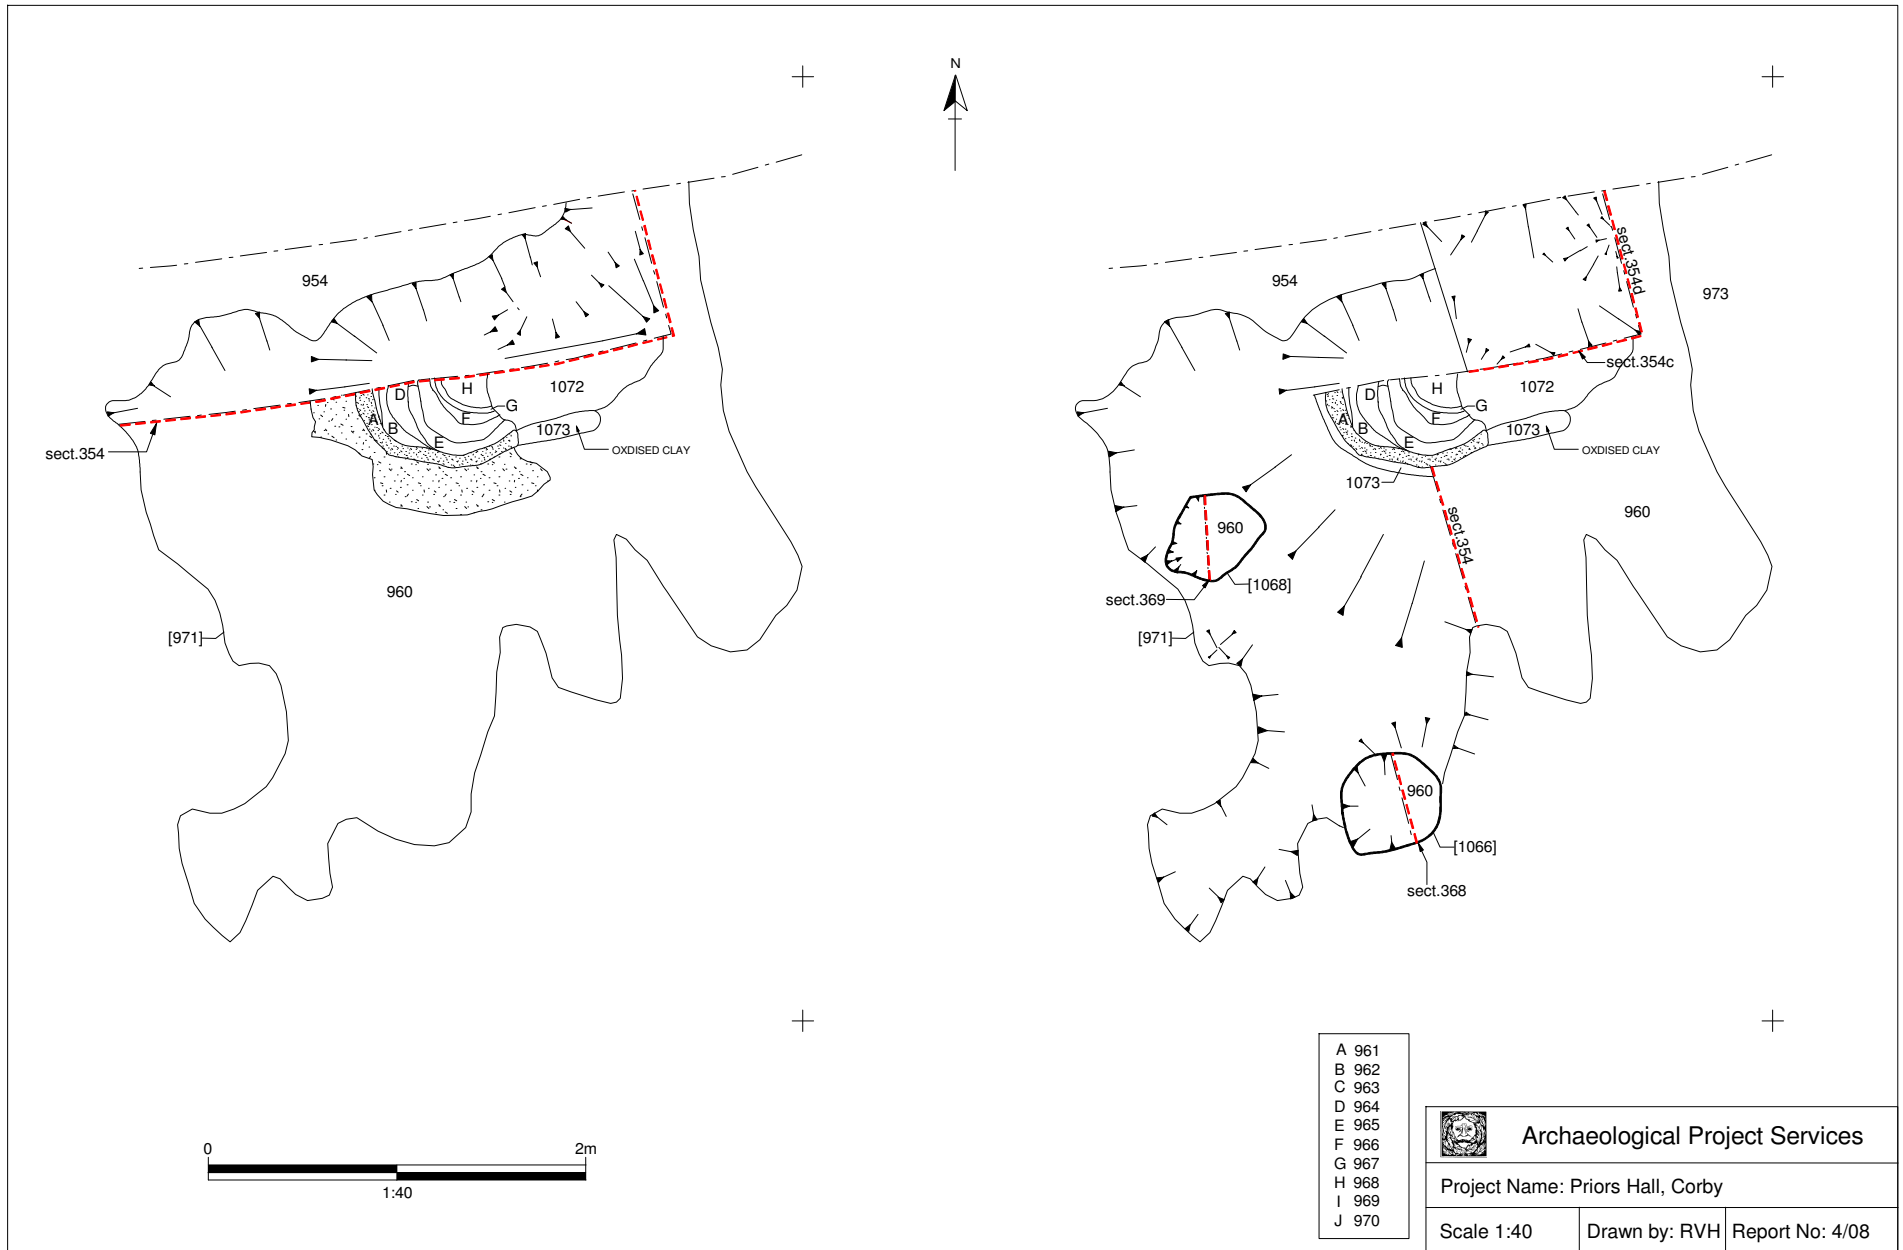 N
954
H
D
1072
G
A
F
B
E
1073
OXDISED CLAY
sect.354
960
[971]
0
2m
1:40
954
sect.354d
973
sect.354c
H
D
1072
G
A
F
B
E
1073
OXDISED CLAY
1073
960
sect.354
960
[1068]
sect.369
[971]
960
[1066]
sect.368
A 961
B 962
C 963
D 964
E 965
F 966
G 967
H 968
I 969
J 970
Archaeological Project Services
Project Name: Priors Hall, Corby
Scale 1:40
Drawn by: RVH
Report No: 4/08